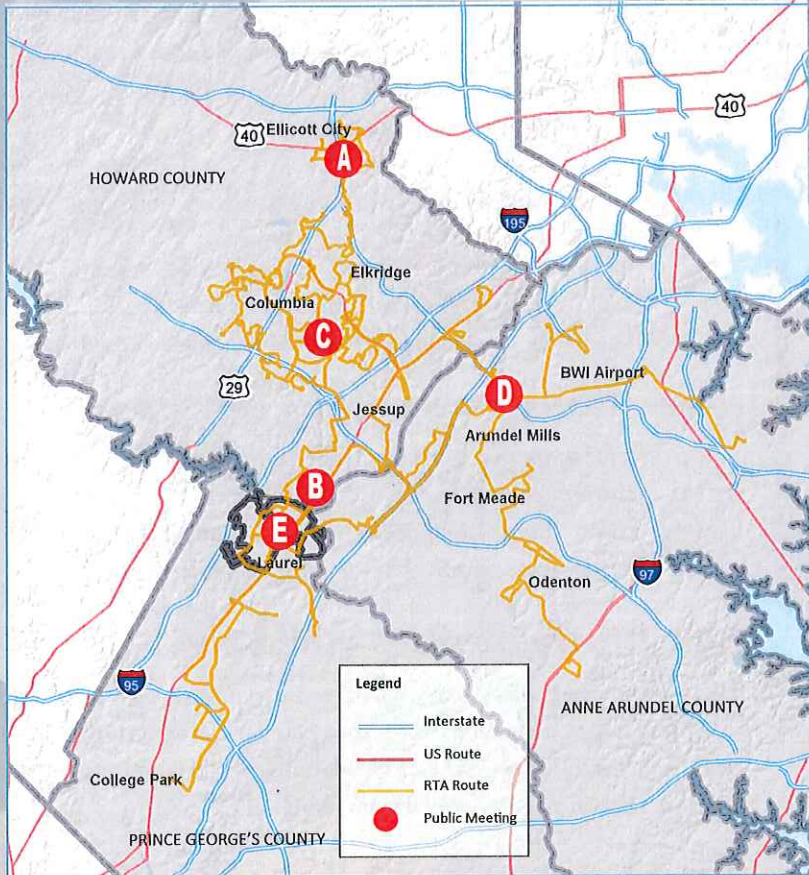 40
Ellicott City
40
A
HOWARD COUNTY
195
Elkridge
Columbia
C
BWI Airport
29
D
Jessup
Arundel Mills
B
Fort Meade
E
Laurel
Odenton
97
95
Legend
Interstate
US Route
RTA Route
Public Meeting
ANNE ARUNDEL COUNTY
College Park
PRINCE GEORGE'S COUNTY